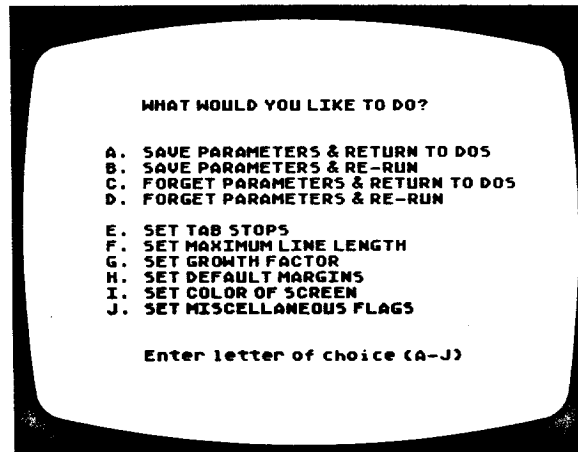 WHAT WOULD YOU LIKE TO DO?
A. SAVE PARAMETERS & RETURN TO DOS
B. SAVE PARAMETERS & RE-RUN
C. FORGET PARAMETERS & RETURN TO DOS
D. FORGET PARAMETERS & RE-RUN
E. SET TAB STOPS
F. SET MAXIMUM LINE LENGTH
G. SET GROWTH FACTOR
H. SET DEFAULT MARGINS
I. SET COLOR OF SCREEN
J. SET MISCELLANEOUS FLAGS
Enter letter of choice (A-J)